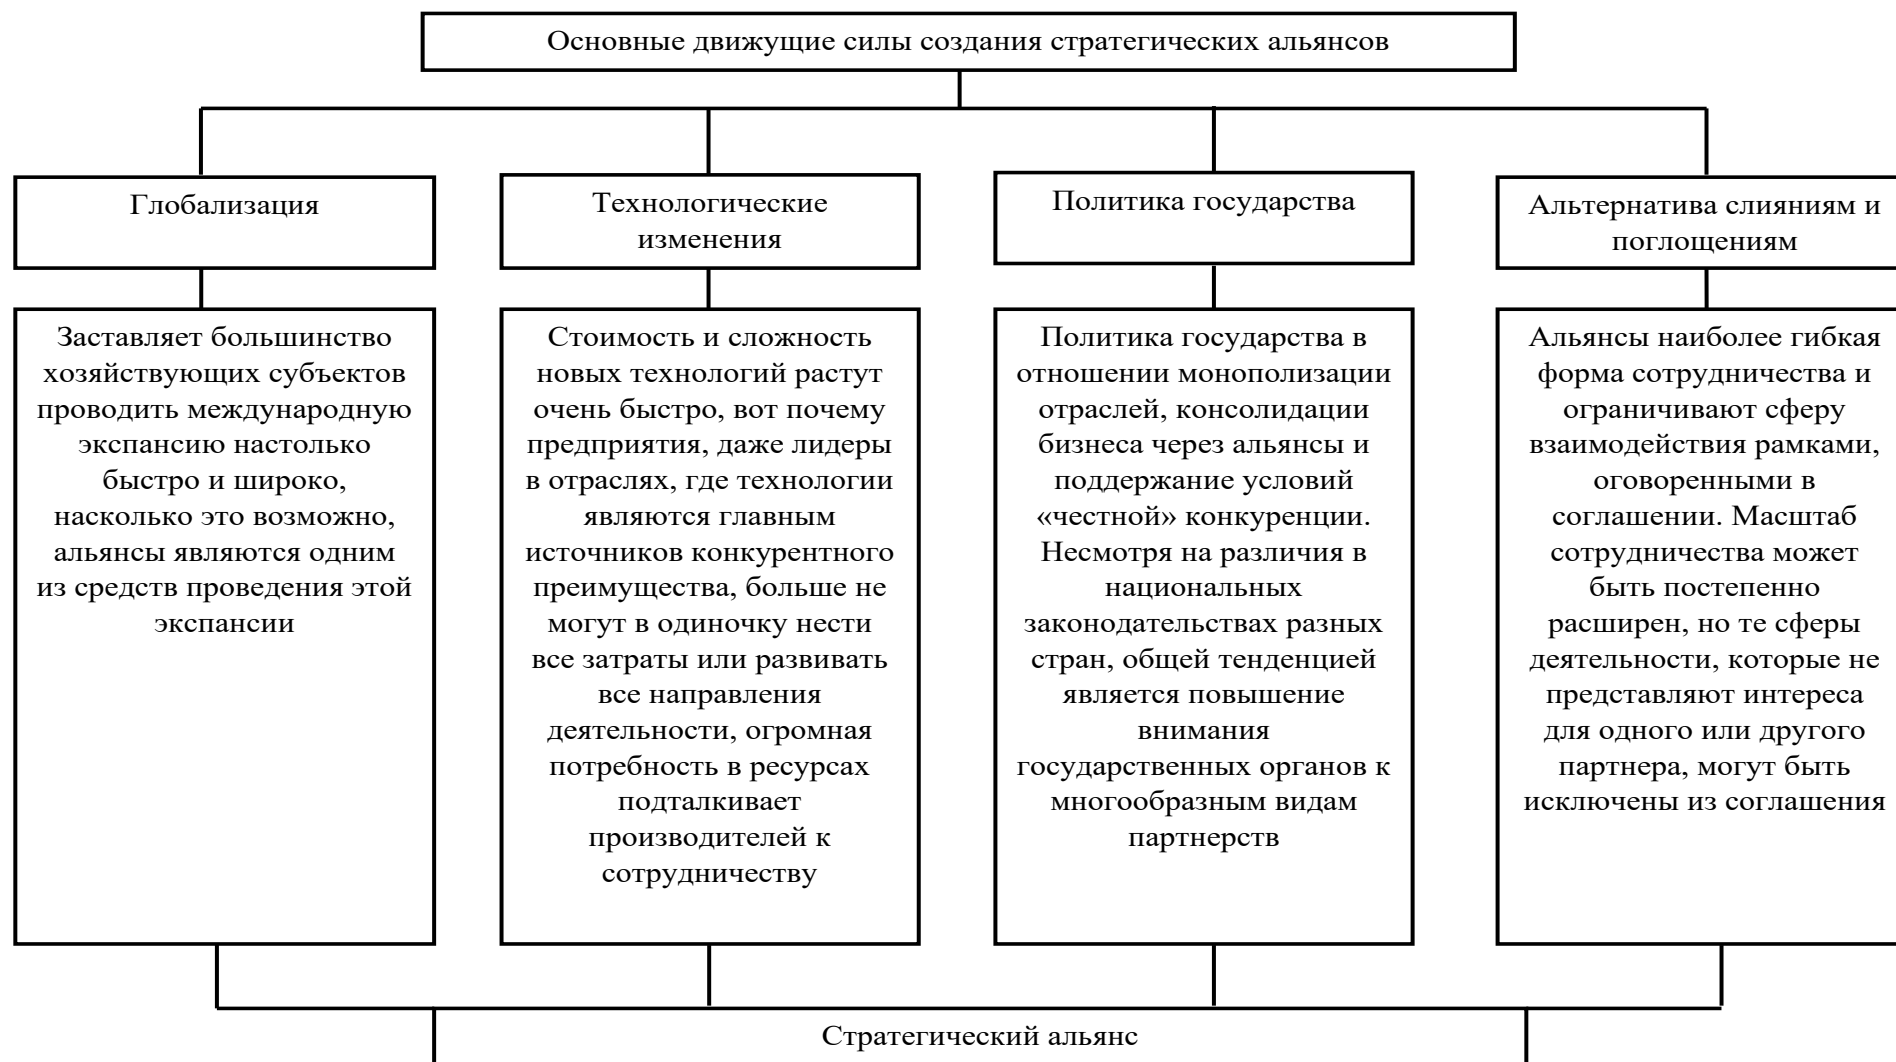 Основные движущие силы создания стратегических альянсов
Глобализация
Технологические
изменения
Политика государства
Альтернатива слияниям и
поглощениям
Заставляет большинство
хозяйствующих субъектов
проводить международную
экспансию настолько
быстро и широко,
насколько это возможно,
альянсы являются одним
из средств проведения этой
экспансии
Стоимость и сложность
новых технологий растут
очень быстро, вот почему
предприятия, даже лидеры
в отраслях, где технологии
являются главным
источников конкурентного
преимущества, больше не
могут в одиночку нести
все затраты или развивать
все направления
деятельности, огромная
потребность в ресурсах
подталкивает
производителей к
сотрудничеству
Политика государства в
отношении монополизации
отраслей, консолидации
бизнеса через альянсы и
поддержание условий
«честной» конкуренции.
Несмотря на различия в
национальных
законодательствах разных
стран, общей тенденцией
является повышение
внимания
государственных органов к
многообразным видам
партнерств
Альянсы наиболее гибкая
форма сотрудничества и
ограничивают сферу
взаимодействия рамками,
оговоренными в
соглашении. Масштаб
сотрудничества может
быть постепенно
расширен, но те сферы
деятельности, которые не
представляют интереса
для одного или другого
партнера, могут быть
исключены из соглашения
Стратегический альянс